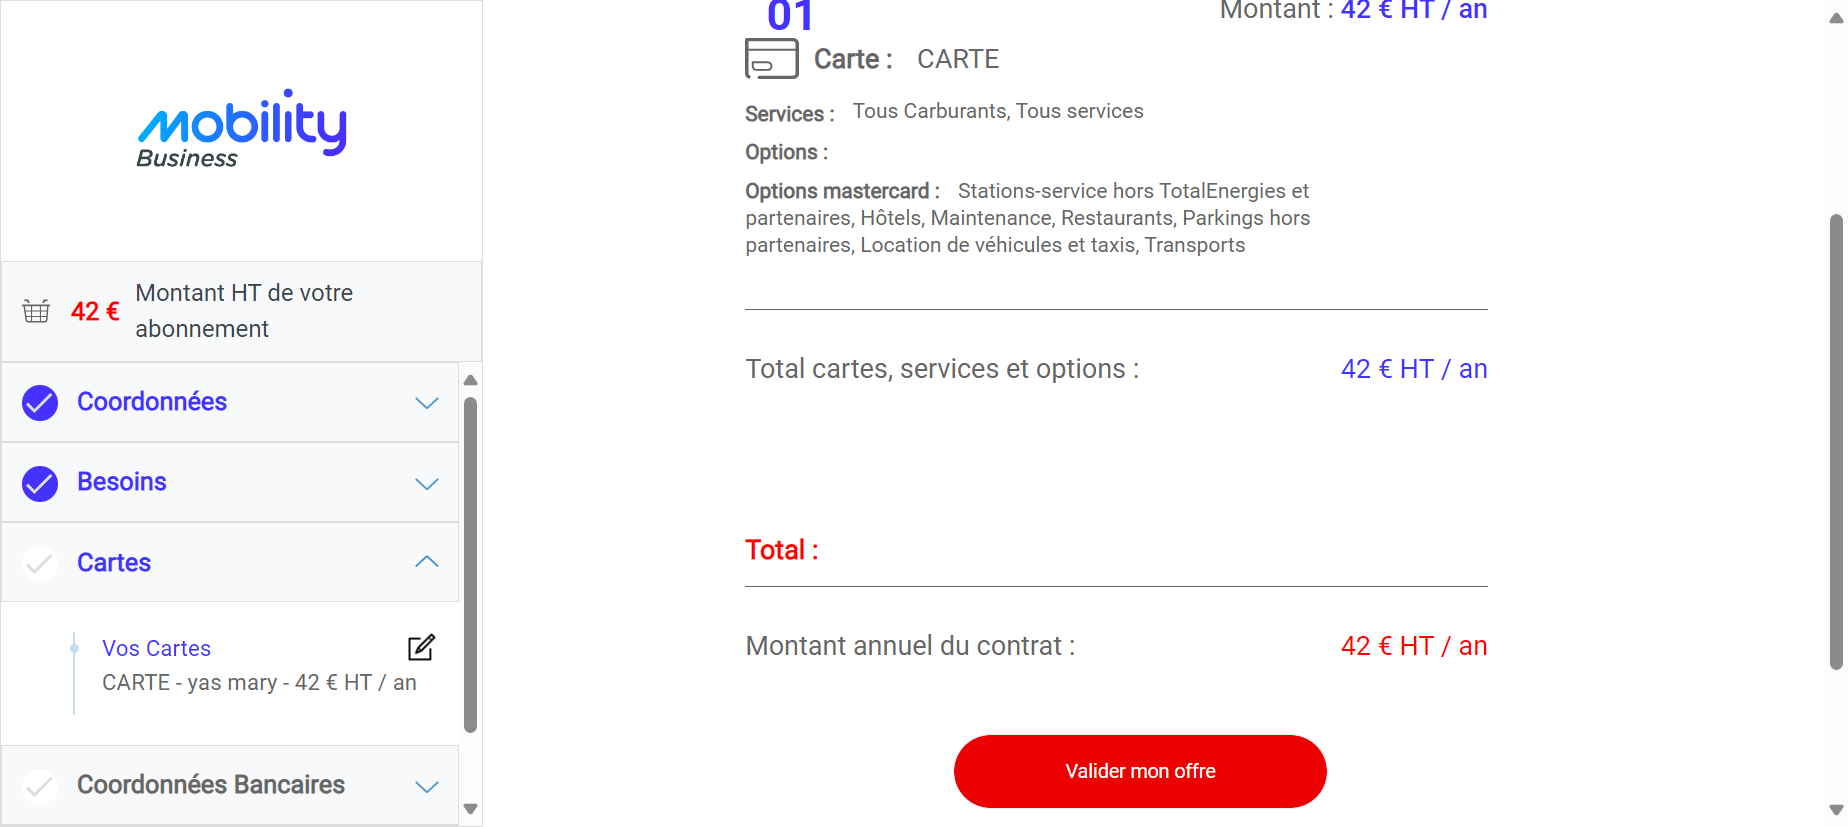 mobility
Business
42 €
Montant HT de votre
abonnement
Coordonnées
Besoins
Cartes
Vos Cartes
CARTE - yas mary - 42 € HT / an
Coordonnées Bancaires
01
Montant : 42 € HT / an
Carte : CARTE
Services : Tous Carburants, Tous services
Options :
Options mastercard : Stations-service hors TotalEnergies et
partenaires, Hôtels, Maintenance, Restaurants, Parkings hors
partenaires, Location de véhicules et taxis, Transports
Total cartes, services et options : 42 € HT / an
Total :
Montant annuel du contrat : 42 € HT / an
Valider mon offre